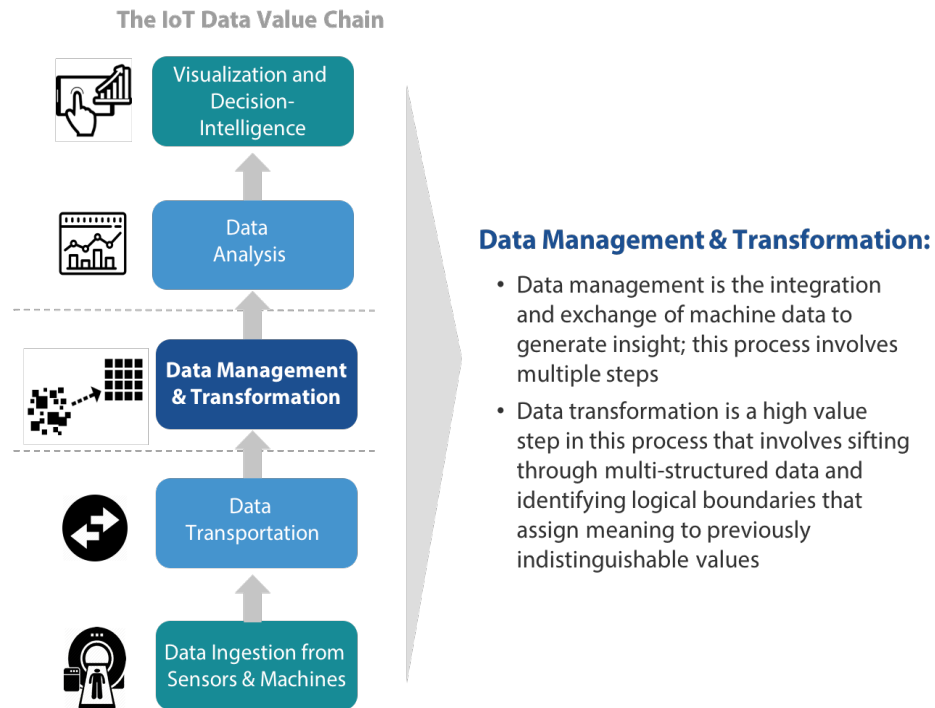 The IoT Data Value Chain
Visualization and
Decision-
Intelligence
Data
Analysis
Data Management
& Transformation
Data
Transportation
Data Ingestion from
Sensors & Machines
Data Management & Transformation:
• Data management is the integration
and exchange of machine data to
generate insight; this process involves
multiple steps
• Data transformation is a high value
step in this process that involves sifting
through multi-structured data and
identifying logical boundaries that
assign meaning to previously
indistinguishable values